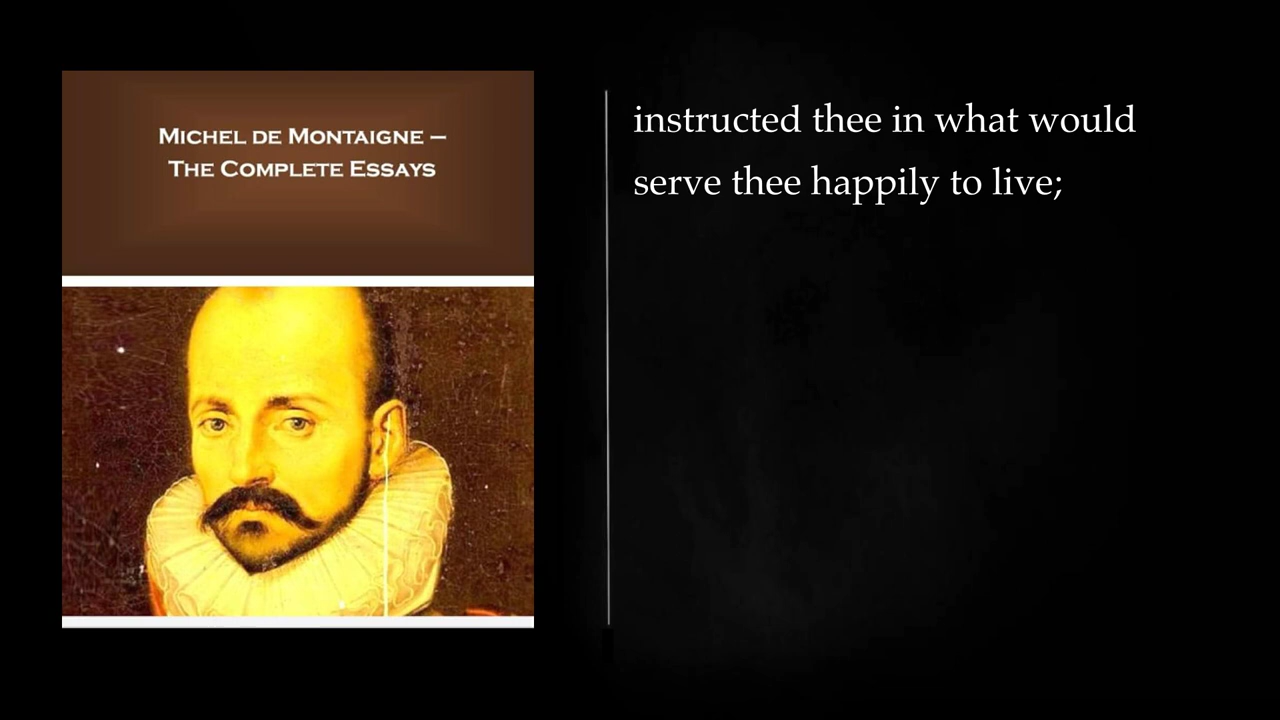 Michel de Montaigne –
The Complete Essays
instructed thee in what would
serve thee happily to live;